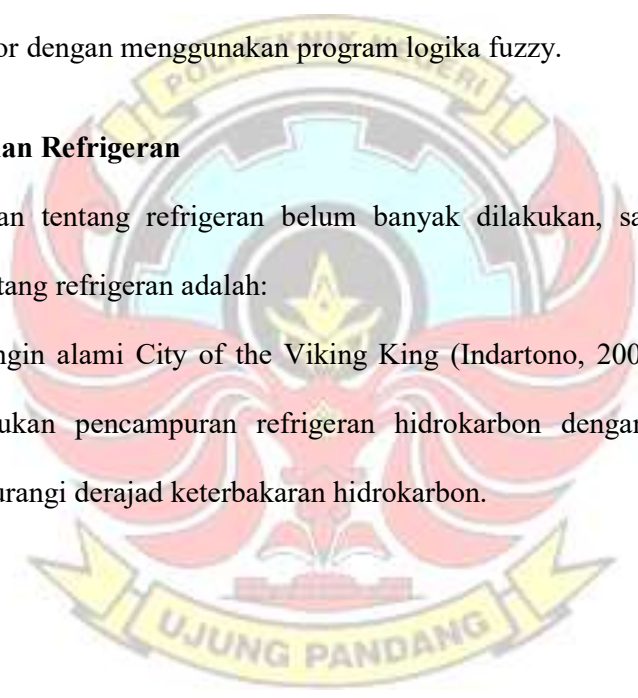 or dengan menggunakan program logika fuzzy.
POLITEKNIK NEGERI
an Refrigeran
an tentang refrigeran belum banyak dilakukan, sa
tang refrigeran adalah:
ngin alami City of the Viking King (Indartono, 200
ukan pencampuran refrigeran hidrokarbon dengan
urangi derajad keterbakaran hidrokarbon.
UJUNG PANDANG